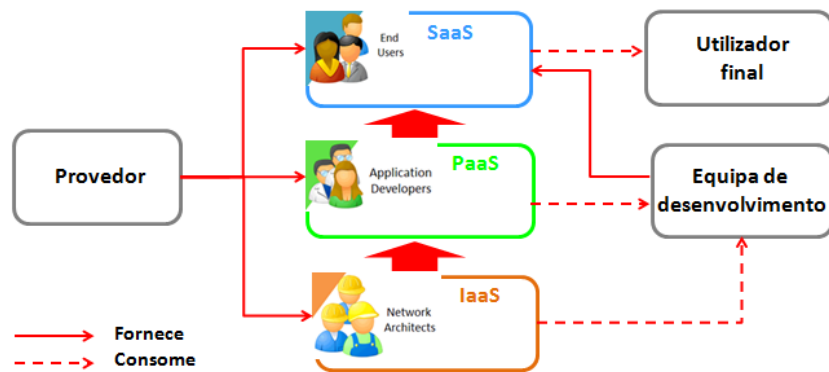 End
Users
SaaS
Utilizador
final
Provedor
Application
Developers
PaaS
Equipa de
desenvolvimento
Network
Architects
IaaS
Fornece
Consome